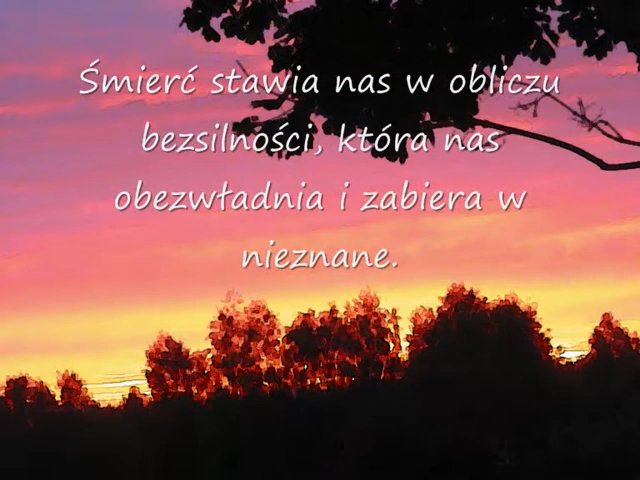 Śmierć stawia nas w obliczu
bezsilności, która nas
obezwładnia i zabiera w
nieznane.